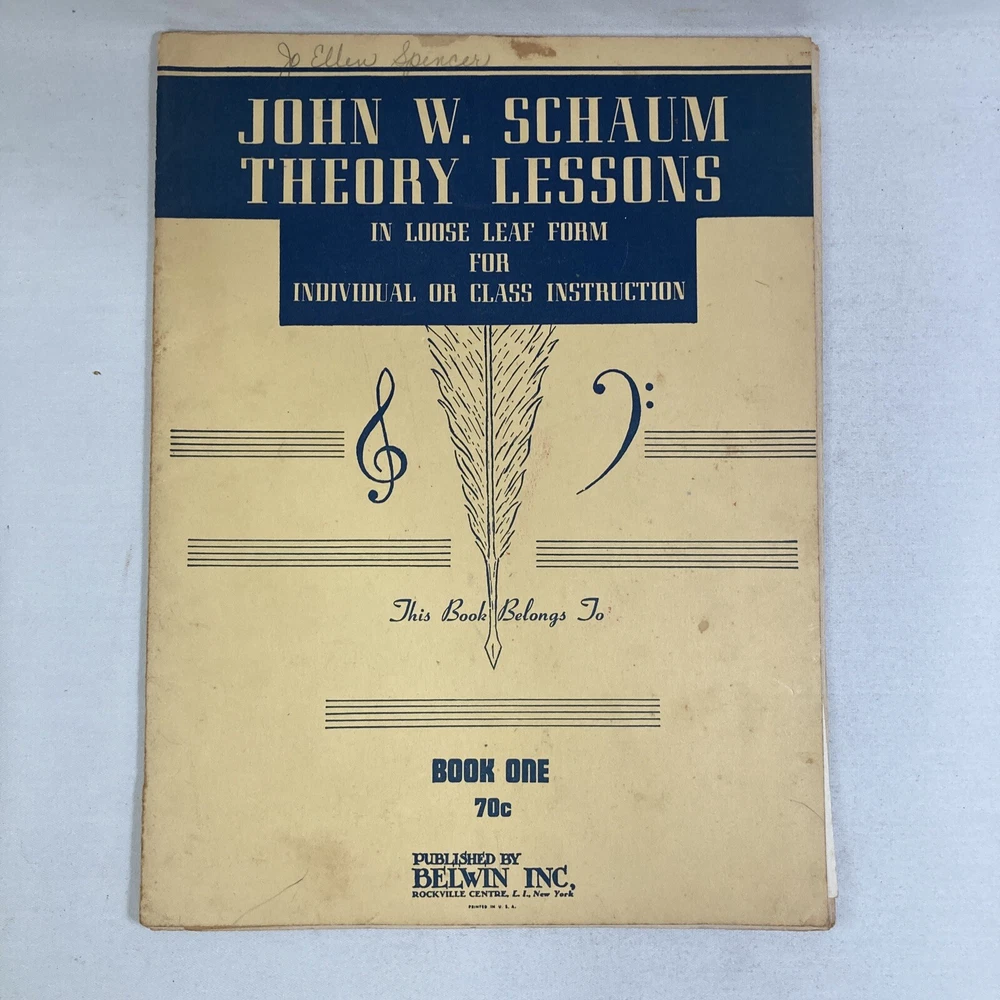 Jo Ellen Spencer
JOHN W. SCHAUM
THEORY LESSONS
IN LOOSE LEAF FORM
FOR
INDIVIDUAL OR CLASS INSTRUCTION
This Book Belongs To
BOOK ONE
70c
PUBLISHED BY
BELWIN INC,
ROCKVILLE CENTRE, L. I., New York
PRINTED IN U. S. A.